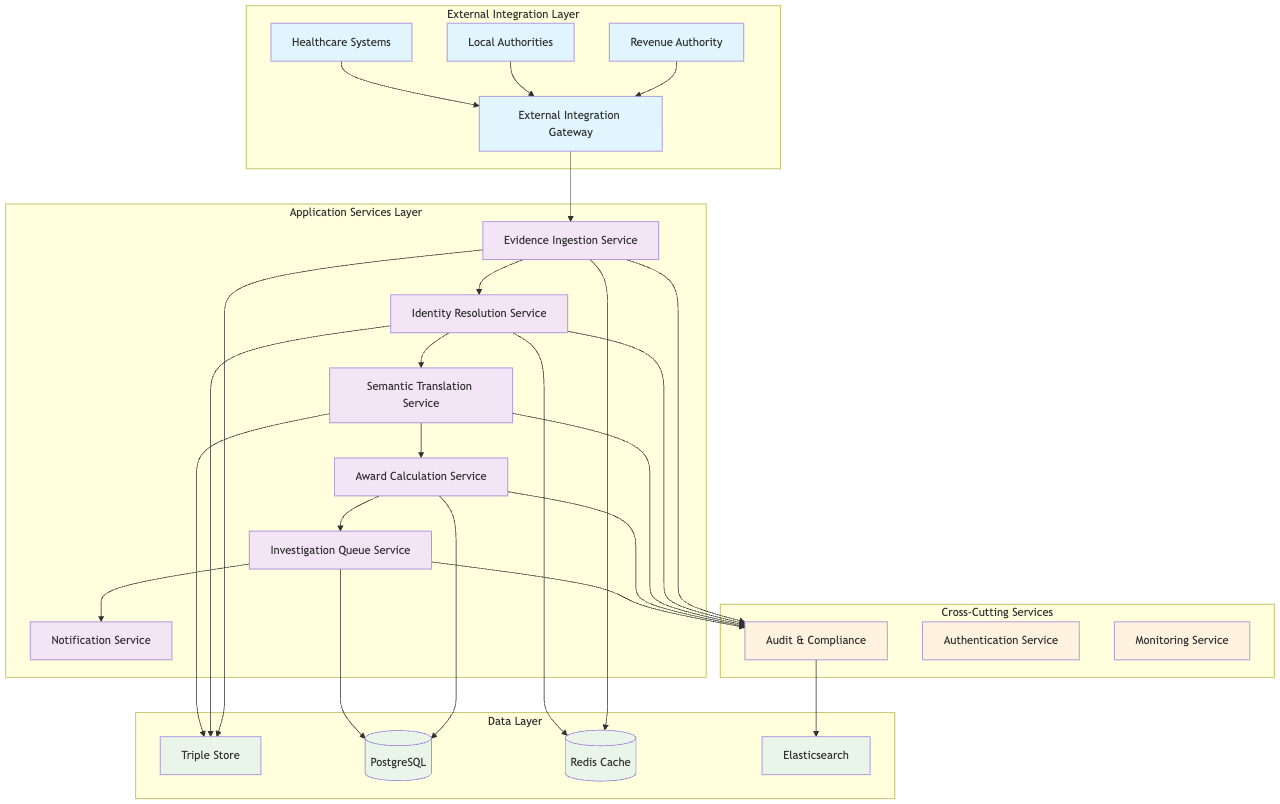 External Integration Layer
Healthcare Systems
Local Authorities
Revenue Authority
External Integration
Gateway
Application Services Layer
Evidence Ingestion Service
Identity Resolution Service
Semantic Translation
Service
Award Calculation Service
Investigation Queue Service
Notification Service
Cross-Cutting Services
Audit & Compliance
Authentication Service
Monitoring Service
Data Layer
Triple Store
PostgreSQL
Redis Cache
Elasticsearch